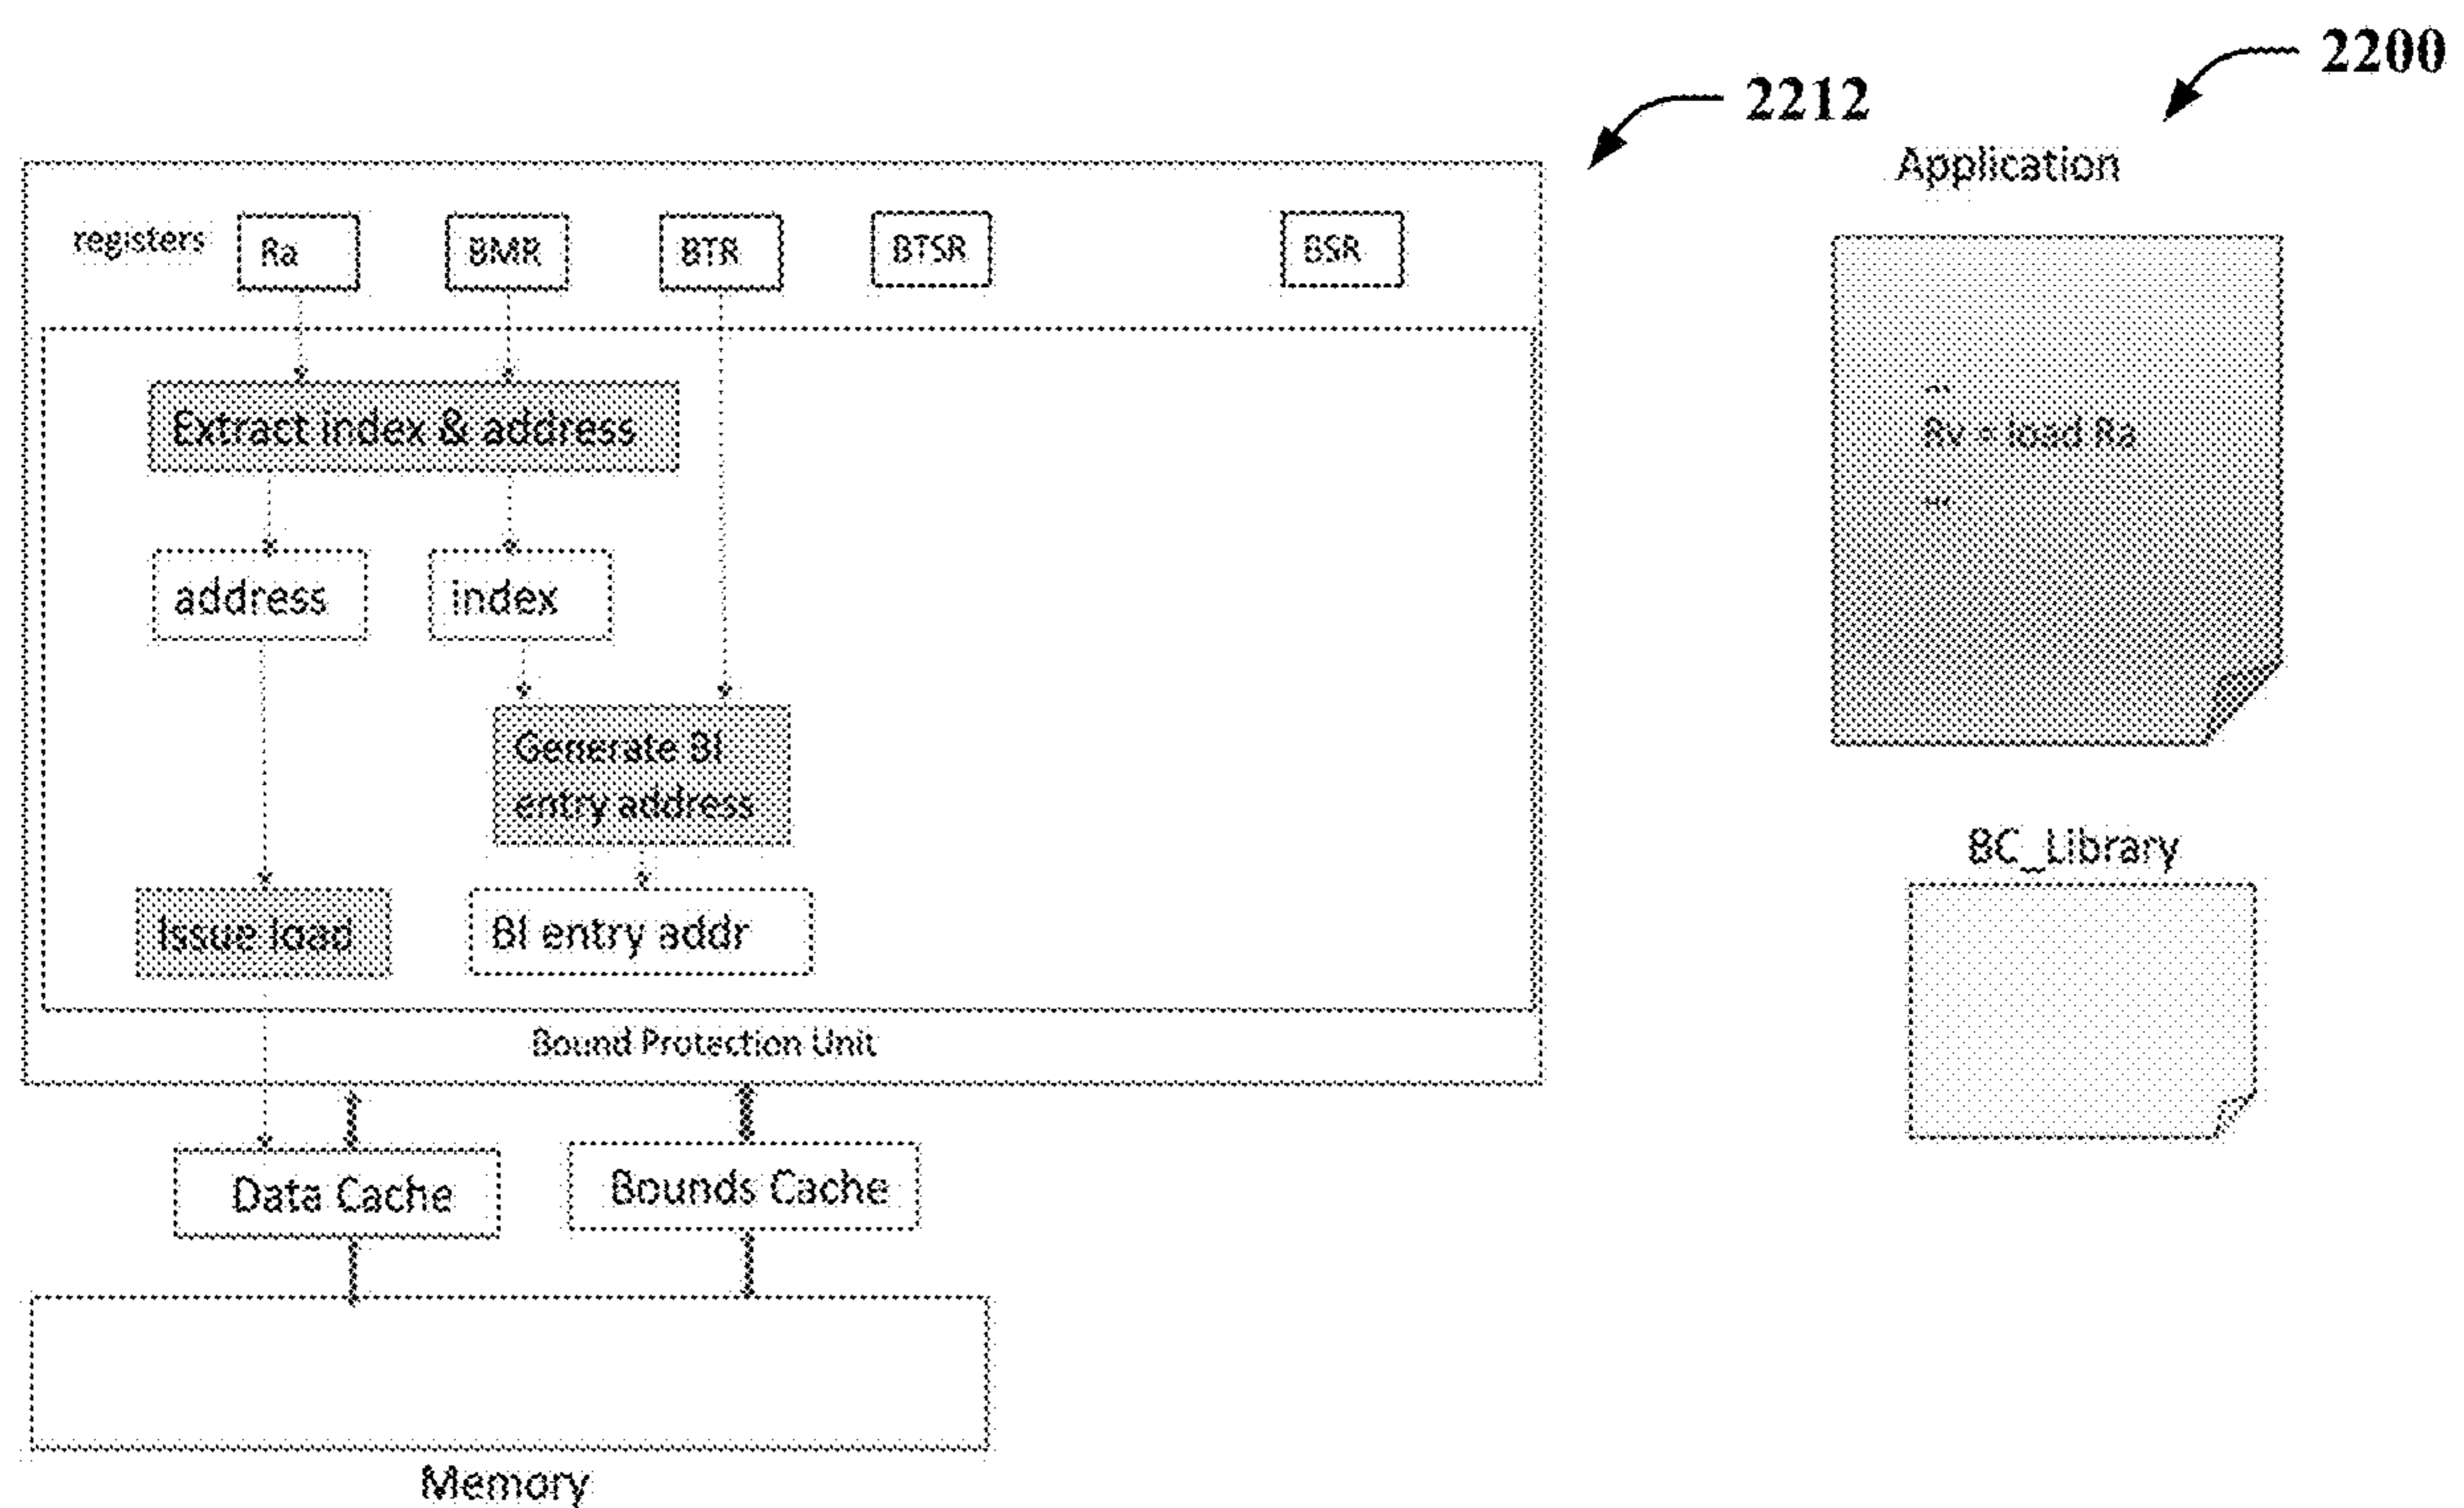 2200
2212
Application
registers
Ra
BMR
BTR
BTSR
BSR
Extract index & address
Rv = load Ra
address
index
Generate BI
entry address
BC_Library
Issue load
BI entry addr
Bound Protection Unit
Data Cache
Bounds Cache
Memory